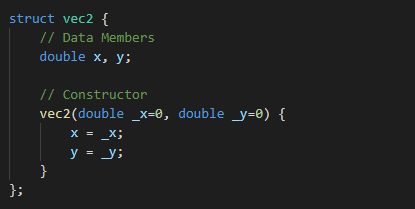 struct vec2 {
    // Data Members
    double x, y;

    // Constructor
    vec2(double _x=0, double _y=0) {
        x = _x;
        y = _y;
    }
};